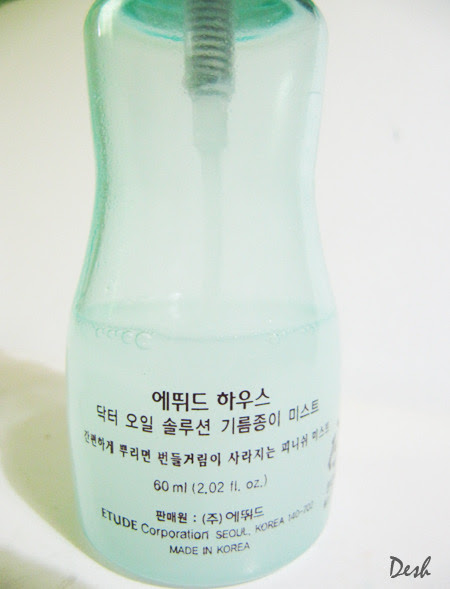 에뛰드 하우스
닥터 오일 솔루션 기름종이 미스트
간편하게 뿌리면 번들거림이 사라지는 피니쉬 미스트
60 ml (2.02 fl. oz.)
판매원 : (주) 에뛰드
ETUDE Corporation SEOUL, KOREA 140-702
MADE IN KOREA
Desh